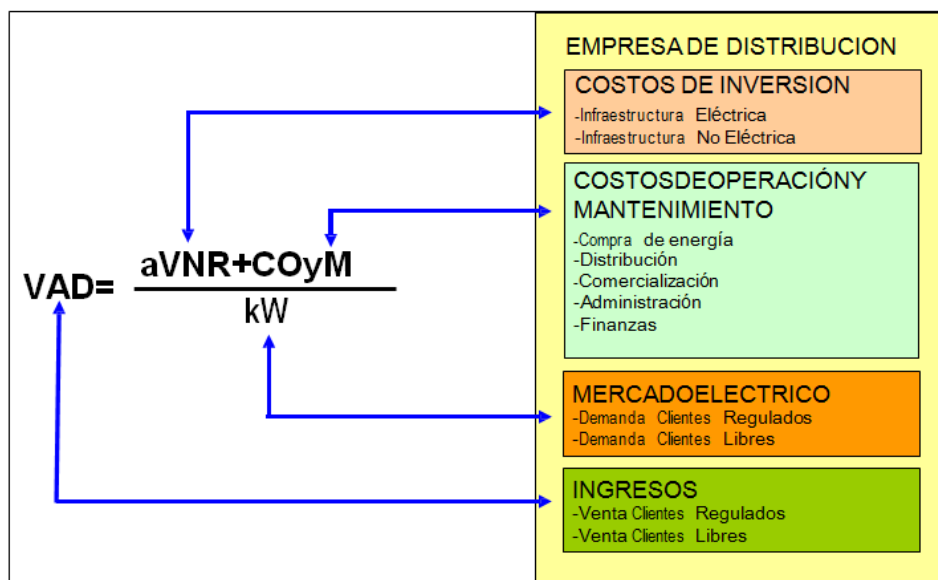 EMPRESA DE DISTRIBUCION
COSTOS DE INVERSION
-Infraestructura Eléctrica
-Infraestructura No Eléctrica
COSTOSDEOPERACIÓNY
MANTENIMIENTO
-Compra de energía
-Distribución
-Comercialización
-Administración
-Finanzas
VAD= aVNR+COyM
kW
MERCADOELECTRICO
-Demanda Clientes Regulados
-Demanda Clientes Libres
INGRESOS
-Venta Clientes Regulados
-Venta Clientes Libres